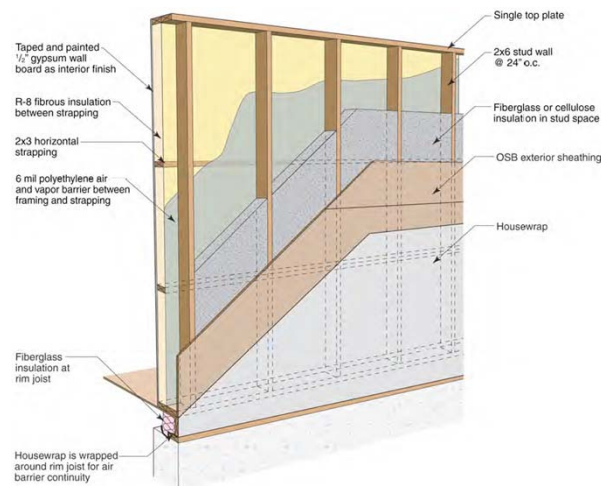 Single top plate
Taped and painted
½" gypsum wall
board as interior finish
2x6 stud wall
@ 24" o.c.
R-8 fibrous insulation
between strapping
Fiberglass or cellulose
insulation in stud space
2x3 horizontal
strapping
OSB exterior sheathing
6 mil polyethylene air
and vapor barrier between
framing and strapping
Housewrap
Fiberglass
insulation at
rim joist
Housewrap is wrapped
around rim joist for air
barrier continuity